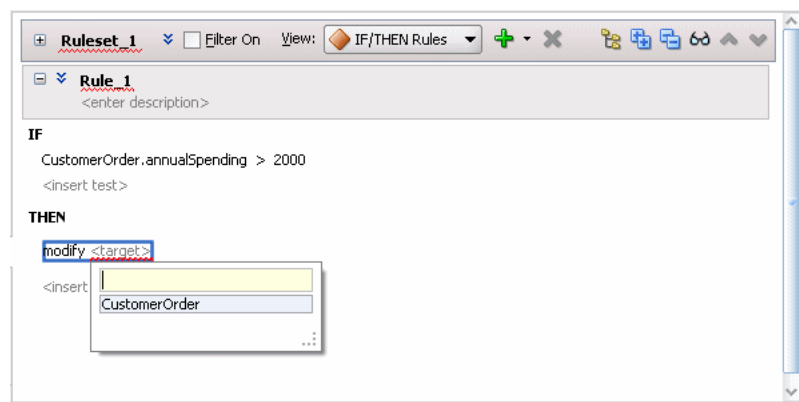 Ruleset_1 Filter On View: IF/THEN Rules
Rule_1
<enter description>
IF
CustomerOrder.annualSpending > 2000
<insert test>
THEN
modify <target>
<insert
CustomerOrder